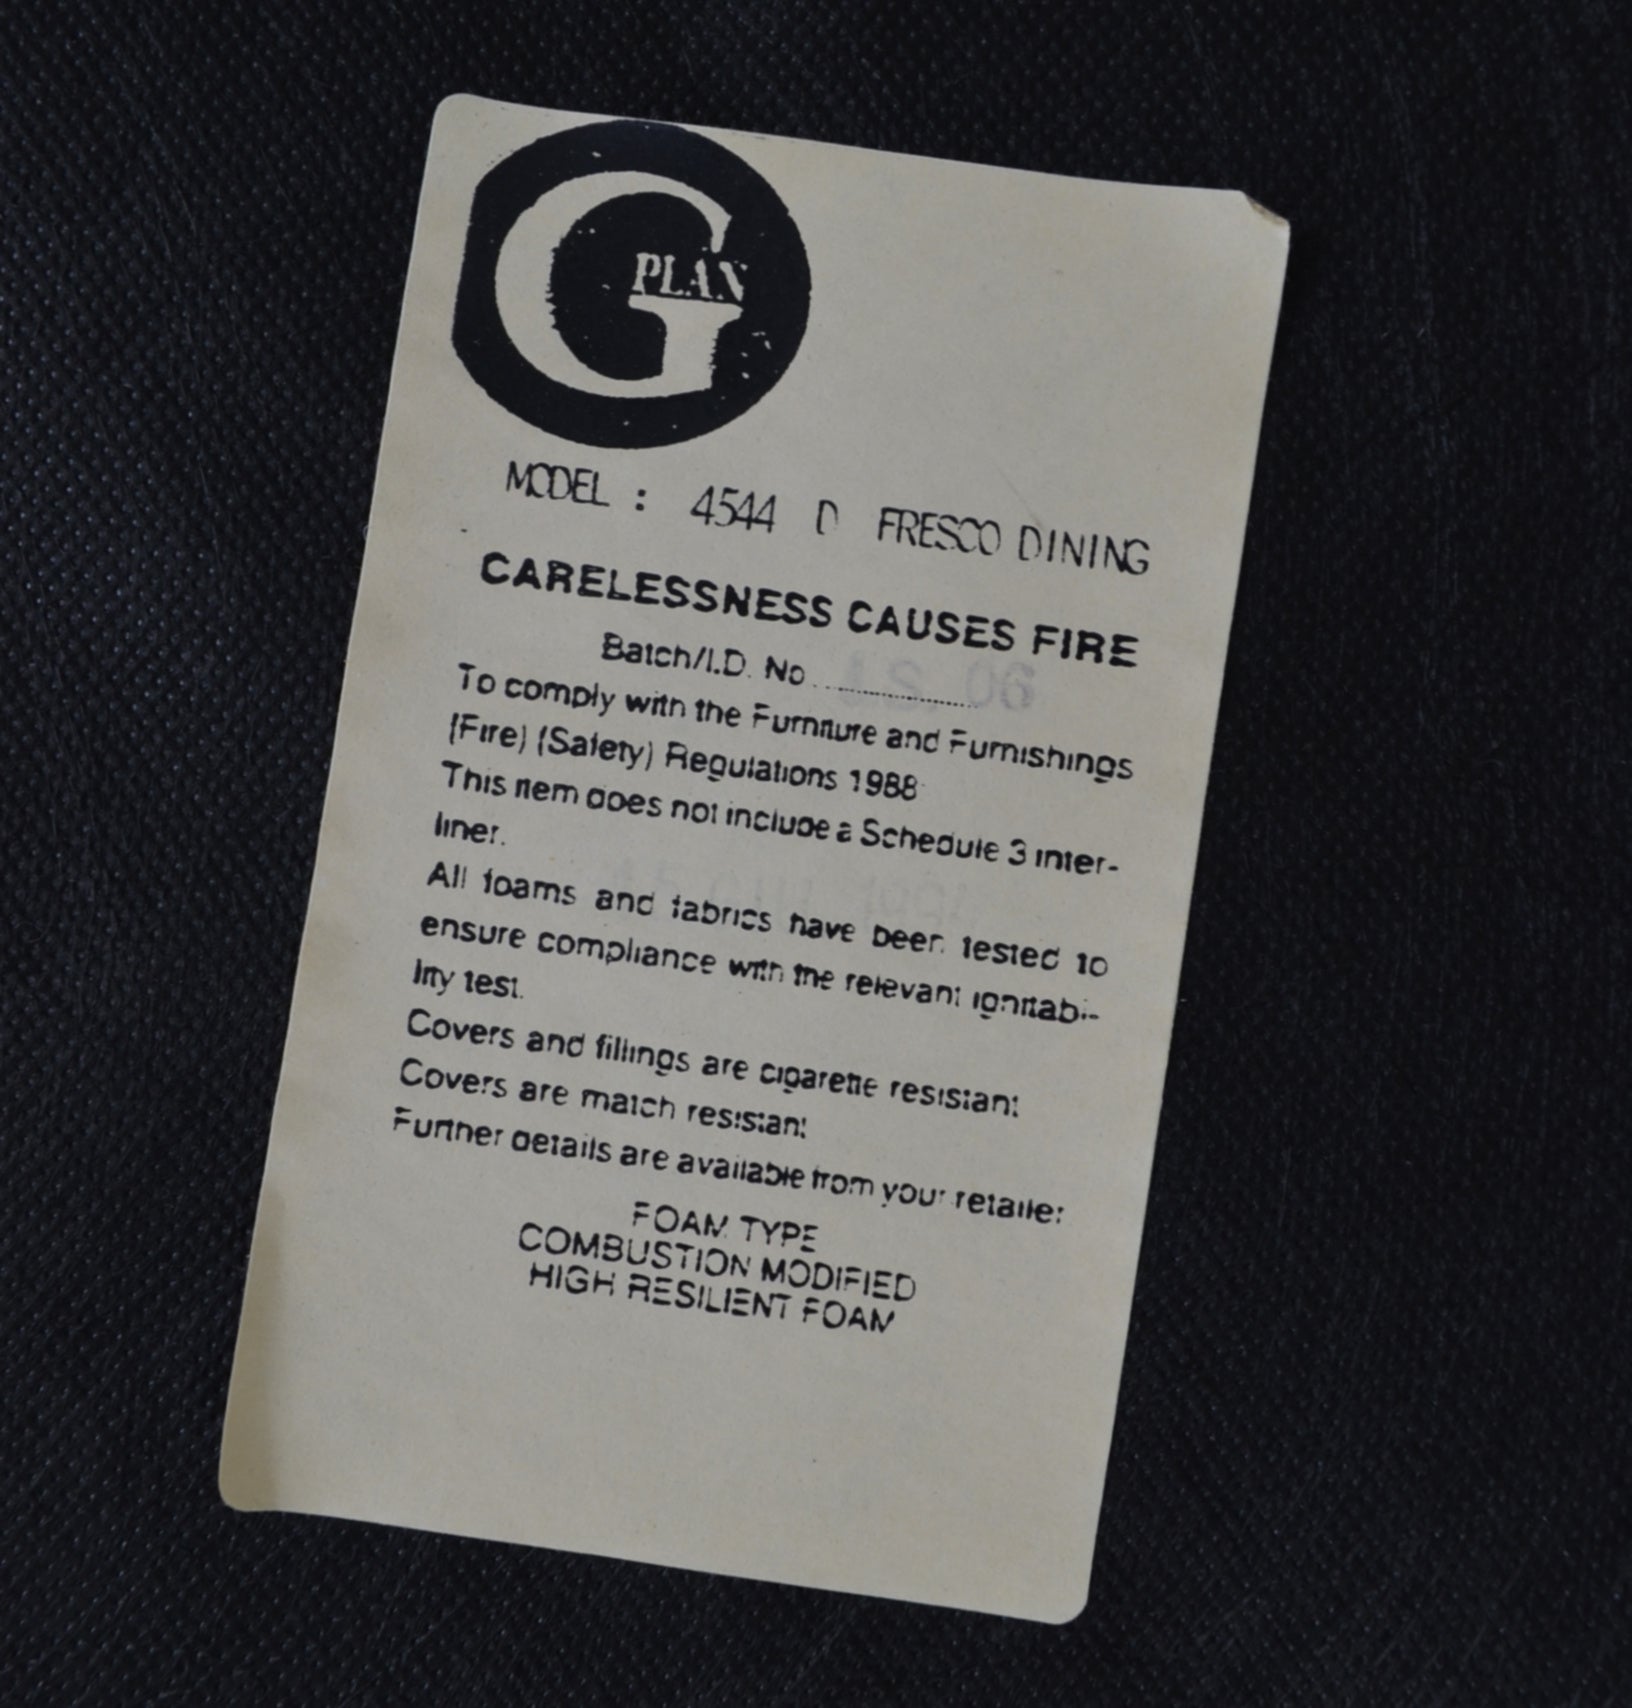 G PLAN
MODEL : 4544 D FRESCO DINING
CARELESSNESS CAUSES FIRE
Batch/I.D. No ..................
To comply with the Furniture and Furnishings
(Fire) (Safety) Regulations 1988
This item does not include a Schedule 3 inter-
liner.
All foams and fabrics have been tested to
ensure compliance with the relevant ignitabi-
lity test.
Covers and fillings are cigarette resistant
Covers are match resistant
Further details are available from your retailer
FOAM TYPE
COMBUSTION MODIFIED
HIGH RESILIENT FOAM